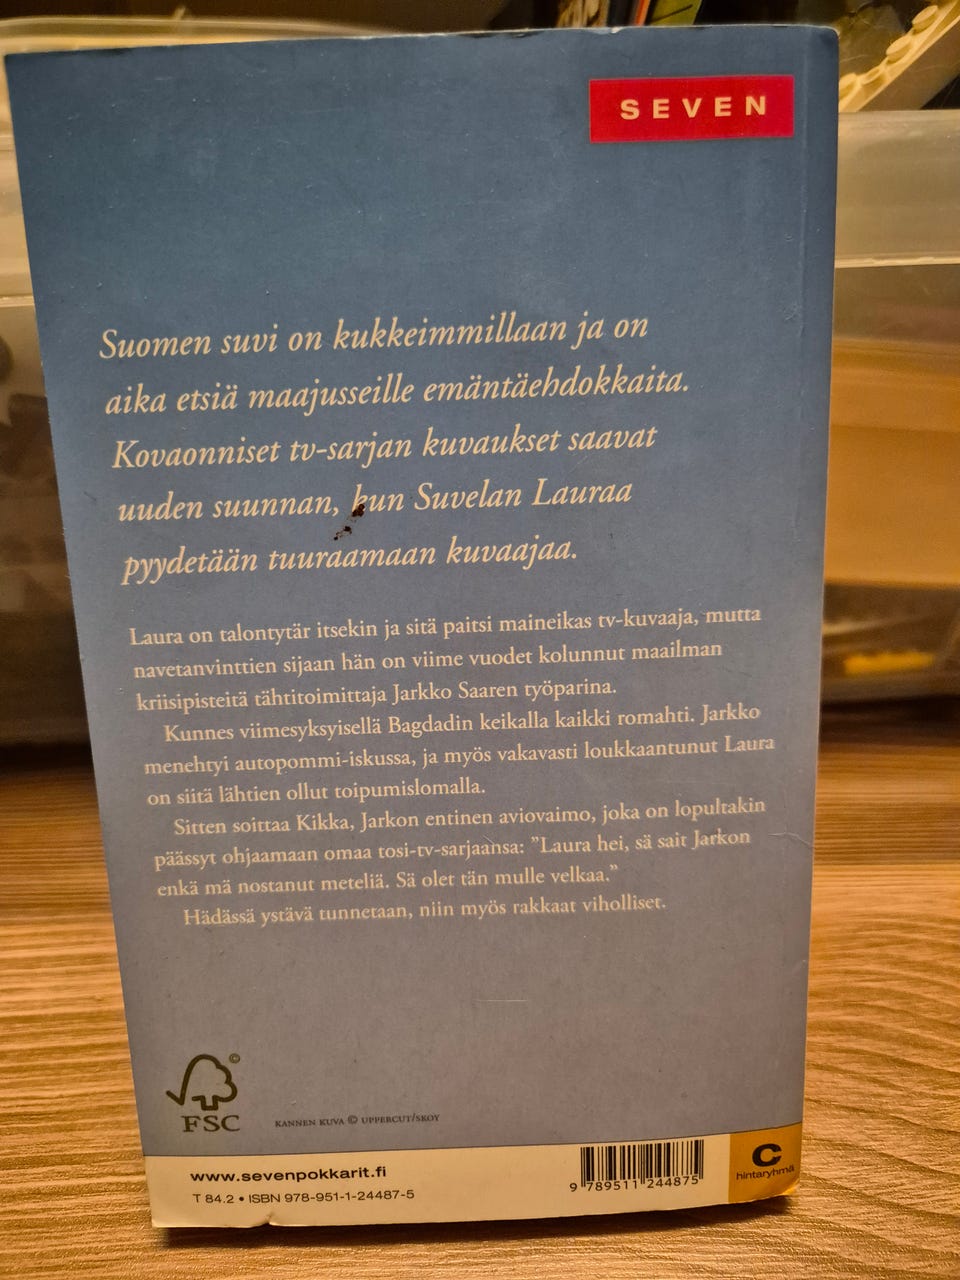 SEVEN
Suomen suvi on kukkeimmillaan ja on
aika etsiä maajusseille emäntäehdokkaita.
Kovaonniset tv-sarjan kuvaukset saavat
uuden suunnan, kun Suvelan Lauraa
pyydetään tuuraamaan kuvaajaa.
Laura on talontytär itsekin ja sitä paitsi maineikas tv-kuvaaja, mutta
navetanvinttien sijaan hän on viime vuodet kolunnut maailman
kriisipisteitä tähtitoimittaja Jarkko Saaren työparina.
Kunnes viimesyksyisellä Bagdadin keikalla kaikki romahti. Jarkko
menehtyi autopommi-iskussa, ja myös vakavasti loukkaantunut Laura
on siitä lähtien ollut toipumislomalla.
Sitten soittaa Kikka, Jarkon entinen aviovaimo, joka on lopultakin
päässyt ohjaamaan omaa tosi-tv-sarjaansa: ”Laura hei, sä sait Jarkon
enkä mä nostanut meteliä. Sä olet tän mulle velkaa.”
Hädässä ystävä tunnetaan, niin myös rakkaat viholliset.
©
FSC
KANNEN KUVA © UPPERCUT/SKOY
www.sevenpokkarit.fi
T 84.2 • ISBN 978-951-1-24487-5
9 789511 244875
C
hintaryhmä